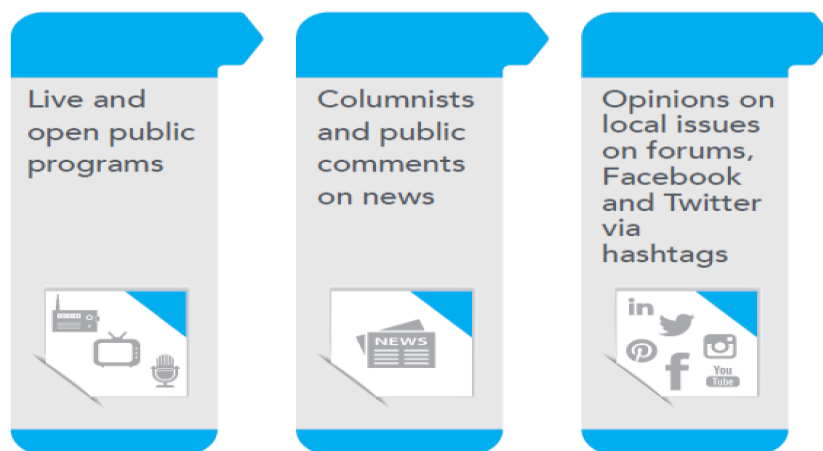 Live and
open public
programs
Columnists
and public
comments
on news
NEWS
Opinions on
local issues
on forums,
Facebook
and Twitter
via
hashtags
in
You
Tube